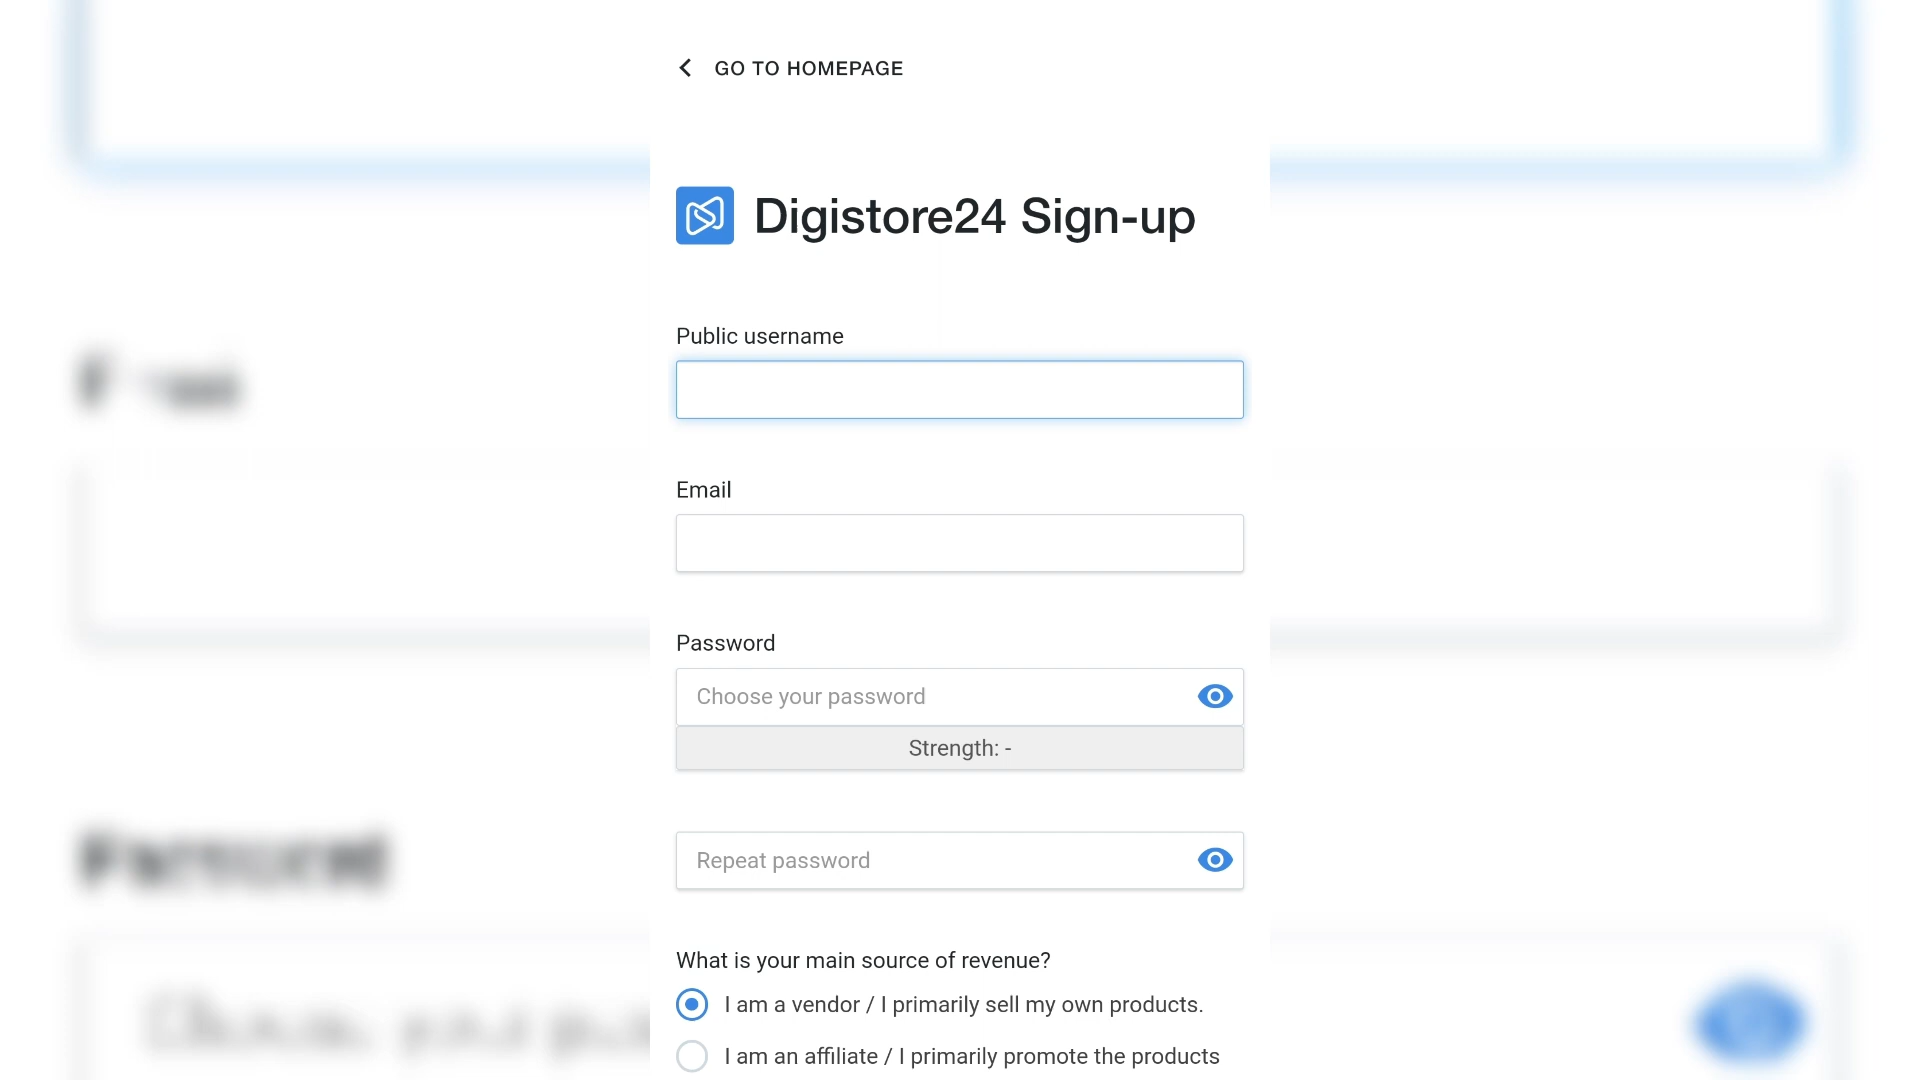 GO TO HOMEPAGE
Digistore24 Sign-up
Public username
Email
Password
Choose your password
Strength: -
Repeat password
What is your main source of revenue?
I am a vendor / I primarily sell my own products.
I am an affiliate / I primarily promote the products